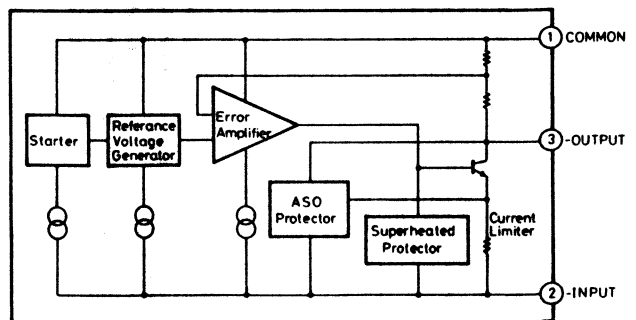 1 COMMON
Error
Amplifier
Starter
Referance
Voltage
Generator
3 -OUTPUT
ASO
Protector
Superheated
Protector
Current
Limiter
2 -INPUT